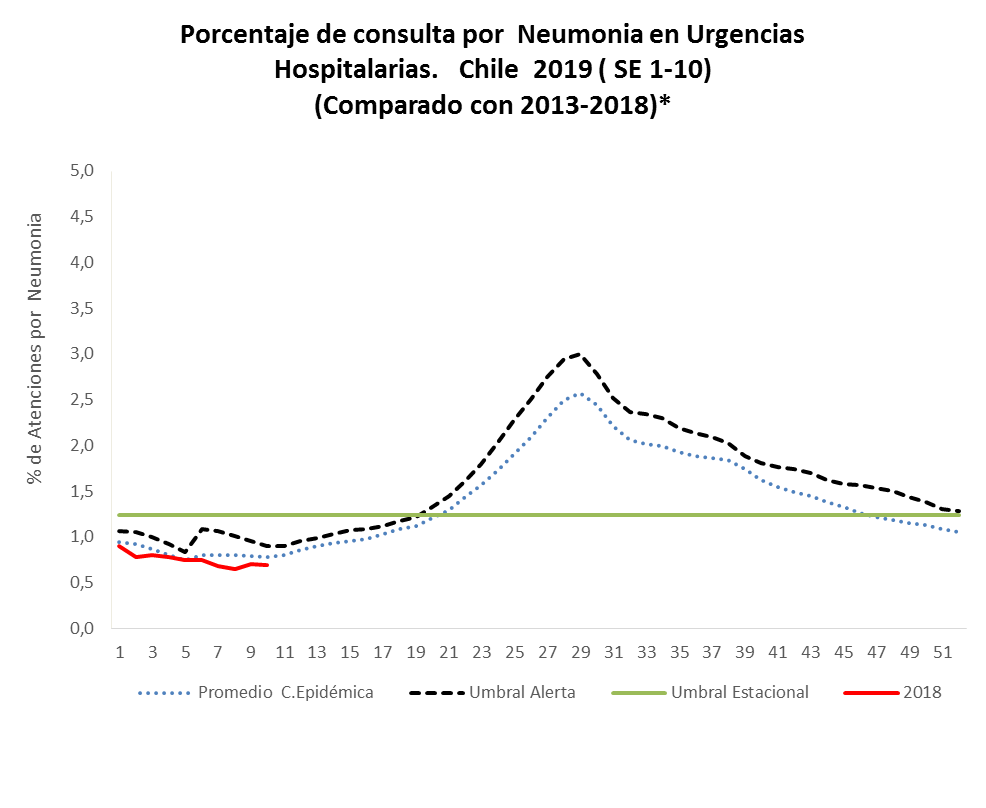 Porcentaje de consulta por Neumonia en Urgencias
Hospitalarias. Chile 2019 ( SE 1-10)
(Comparado con 2013-2018)*
% de Atenciones por Neumonia
5,0
4,5
4,0
3,5
3,0
2,5
2,0
1,5
1,0
0,5
0,0
1 3 5 7 9 11 13 15 17 19 21 23 25 27 29 31 33 35 37 39 41 43 45 47 49 51
Promedio C.Epidémica Umbral Alerta Umbral Estacional 2018